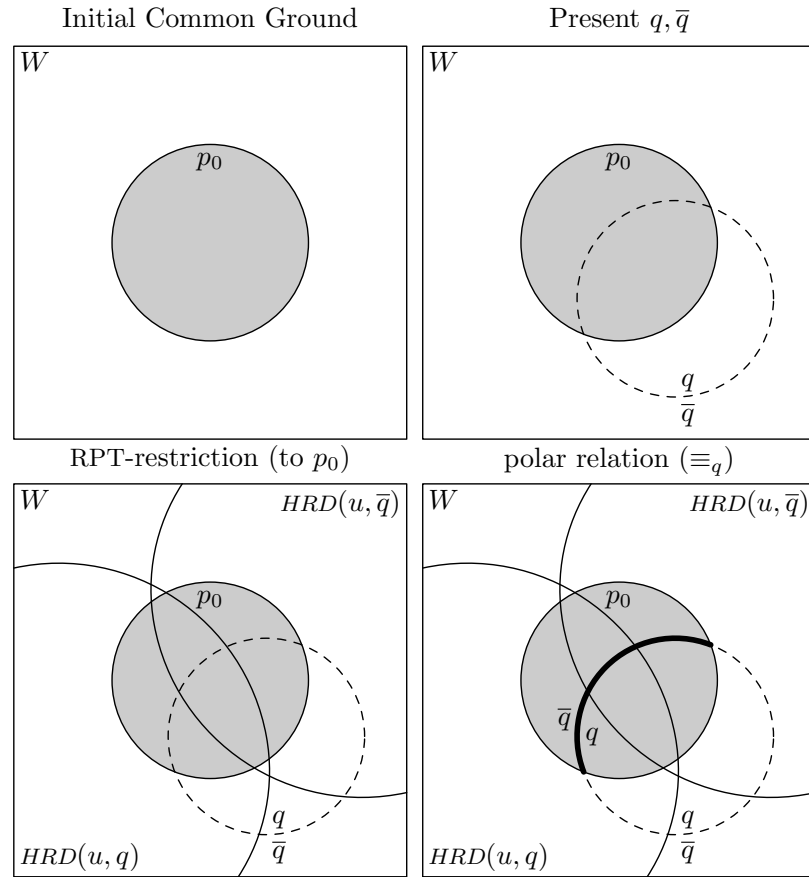 Initial Common Ground
Present q, q̅
W
p₀
W
p₀
q
q̅
RPT-restriction (to p₀)
polar relation (≡_q)
W
HRD(u, q̅)
p₀
q
q̅
HRD(u, q)
W
HRD(u, q̅)
p₀
q̅ q
q
q̅
HRD(u, q)